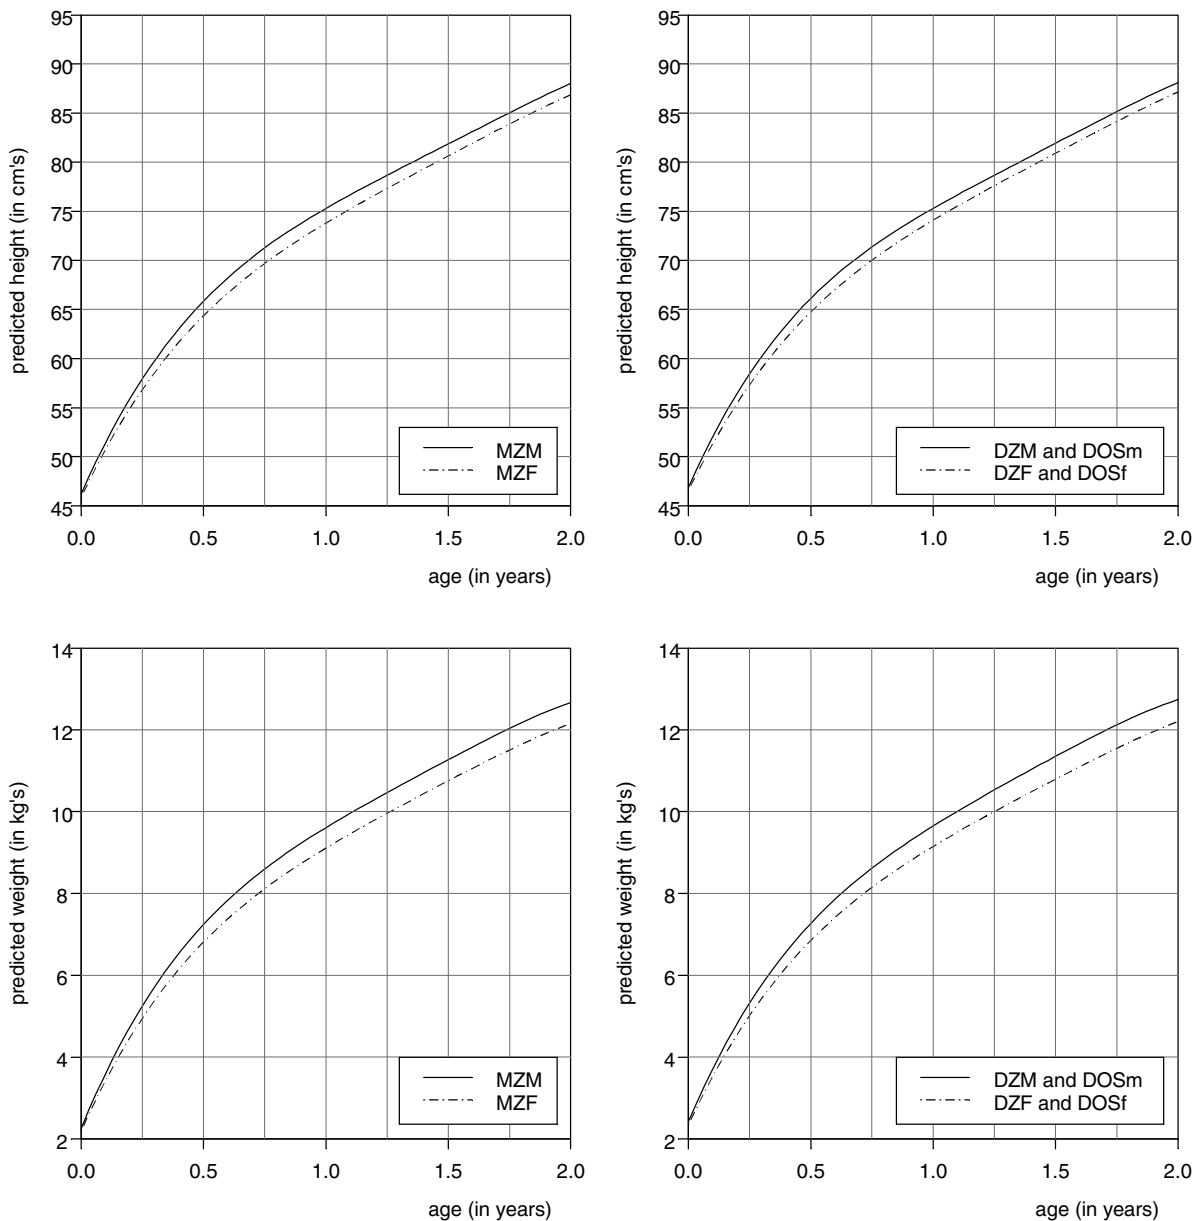 95
90
85
80
75
70
65
60
55
50
45
predicted height (in cm's)
MZM
MZF
0.0 0.5 1.0 1.5 2.0
age (in years)
95
90
85
80
75
70
65
60
55
50
45
predicted height (in cm's)
DZM and DOSm
DZF and DOSf
0.0 0.5 1.0 1.5 2.0
age (in years)
14
12
10
8
6
4
2
predicted weight (in kg's)
MZM
MZF
0.0 0.5 1.0 1.5 2.0
age (in years)
14
12
10
8
6
4
2
predicted weight (in kg's)
DZM and DOSm
DZF and DOSf
0.0 0.5 1.0 1.5 2.0
age (in years)